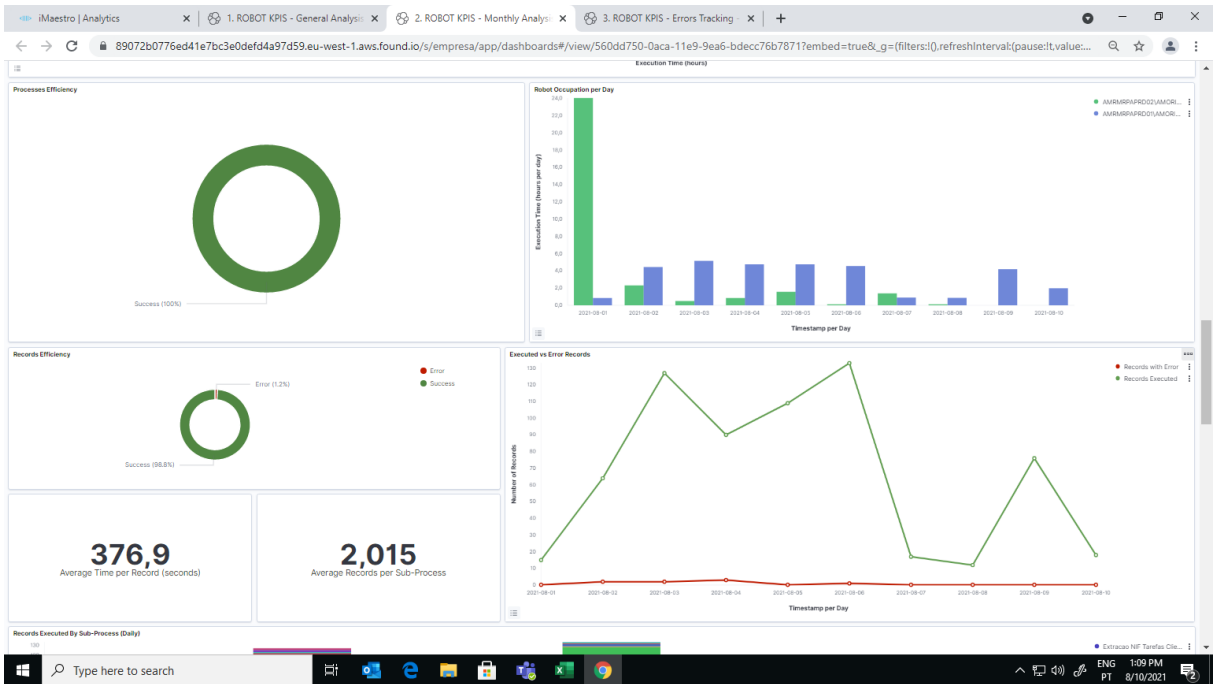 iMaestro | Analytics
1. ROBOT KPIS - General Analysis
2. ROBOT KPIS - Monthly Analysi
3. ROBOT KPIS - Errors Tracking -
89072b0776ed41e7bc3e0defd4a97d59.eu-west-1.aws.found.io/s/empresa/app/dashboards#/view/560dd750-0aca-11e9-9ea6-bdecc76b7871?embed=true&_g=(filters:!(),refreshInterval:(pause:!t,value:...
Execution Time (hours)
Processes Efficiency
Success (100%)
Robot Occupation per Day
24,0
22,0
20,0
18,0
16,0
14,0
12,0
10,0
8,0
6,0
4,0
2,0
0,0
Execution Time (hours per day)
2021-08-01 2021-08-02 2021-08-03 2021-08-04 2021-08-05 2021-08-06 2021-08-07 2021-08-08 2021-08-09 2021-08-10
Timestamp per Day
AMRMRPAPRD02\AMORI...
AMRMRPAPRD01\AMORI...
Records Efficiency
Error (1.2%)
Success (98.8%)
Error
Success
Executed vs Error Records
130
120
110
100
90
80
70
60
50
40
30
20
10
0
Number of Records
2021-08-01 2021-08-02 2021-08-03 2021-08-04 2021-08-05 2021-08-06 2021-08-07 2021-08-08 2021-08-09 2021-08-10
Timestamp per Day
Records with Error
Records Executed
376,9
Average Time per Record (seconds)
2,015
Average Records per Sub-Process
Records Executed By Sub-Process (Daily)
130
Extracao NIF Tarefas Clie...
Type here to search
ENG
PT
1:09 PM
8/10/2021
2